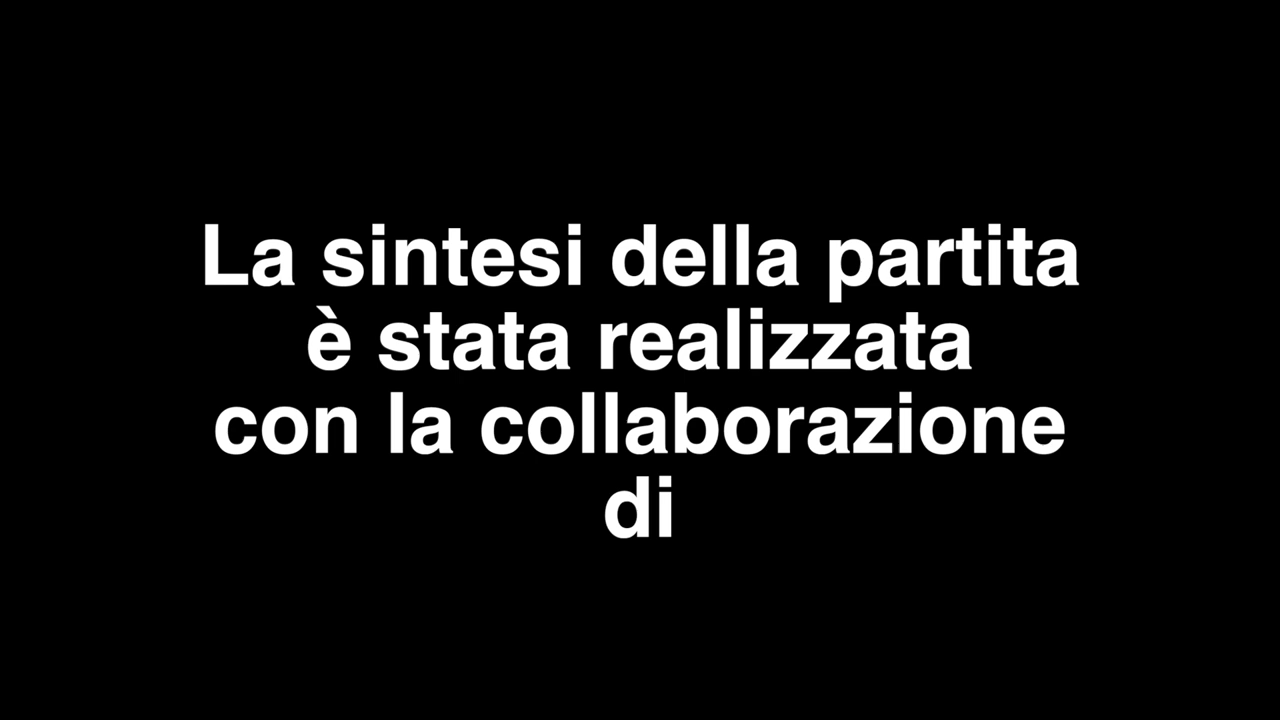 La sintesi della partita
è stata realizzata
con la collaborazione
di